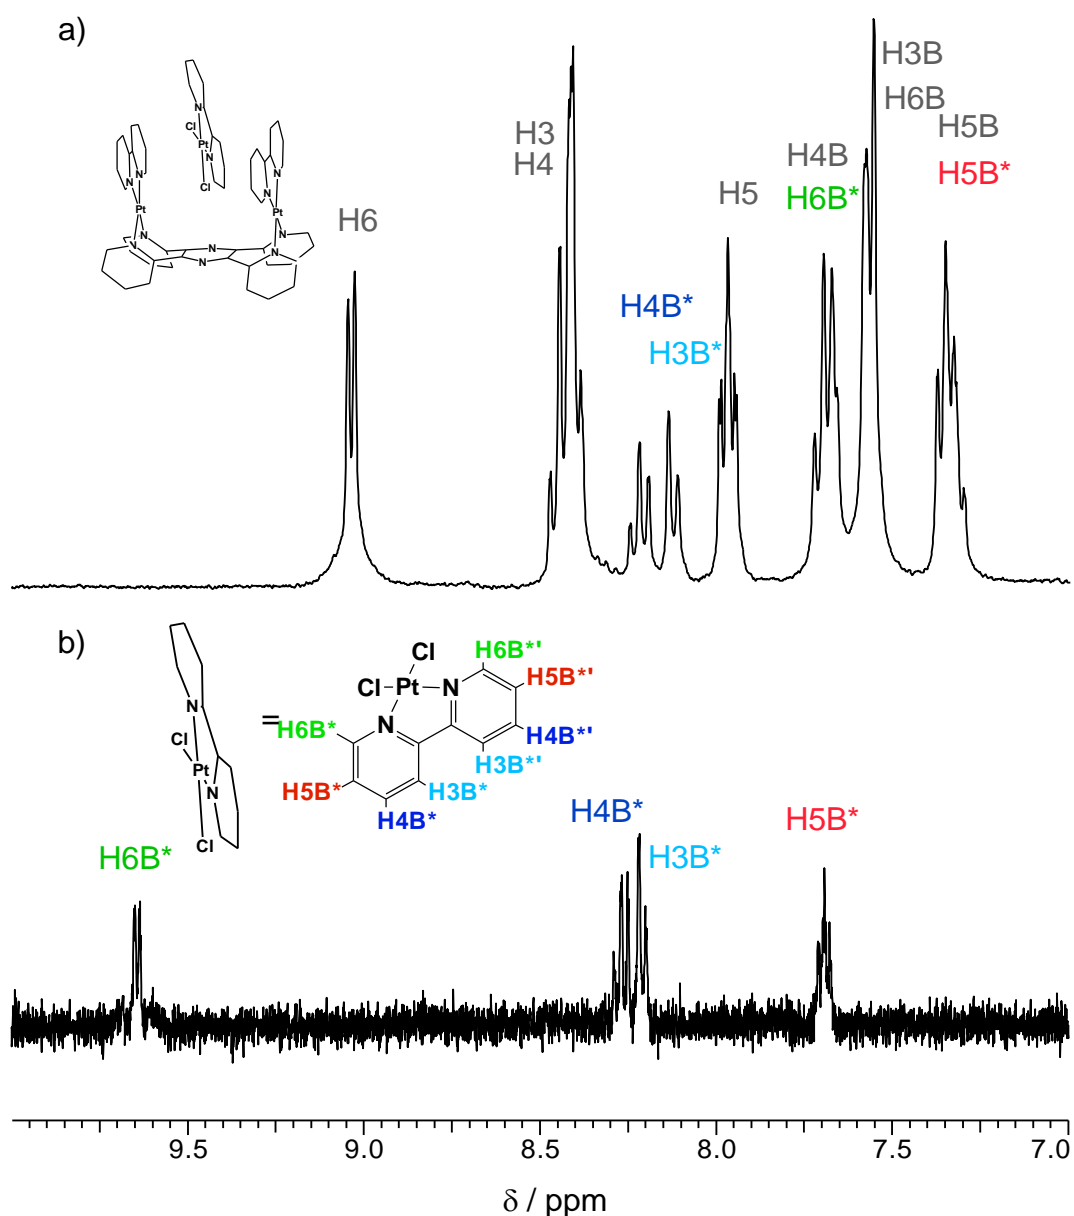 a)
H3B
H6B
H5B
H5B*
H3
H4
H4B
H6B*
H5
H6
H4B*
H3B*
N
Cl
Pt
N
Cl
N
N
Pt
N
N
N
N
Pt
N
N
N
N
b)
N
Cl
Pt
N
Cl
=
Cl
Cl
Pt
N
N
H6B*'
H5B*'
H4B*'
H3B*'
H6B*
H5B*
H4B*
H3B*
H6B*
H4B*
H3B*
H5B*
9.5 9.0 8.5 8.0 7.5 7.0
δ / ppm